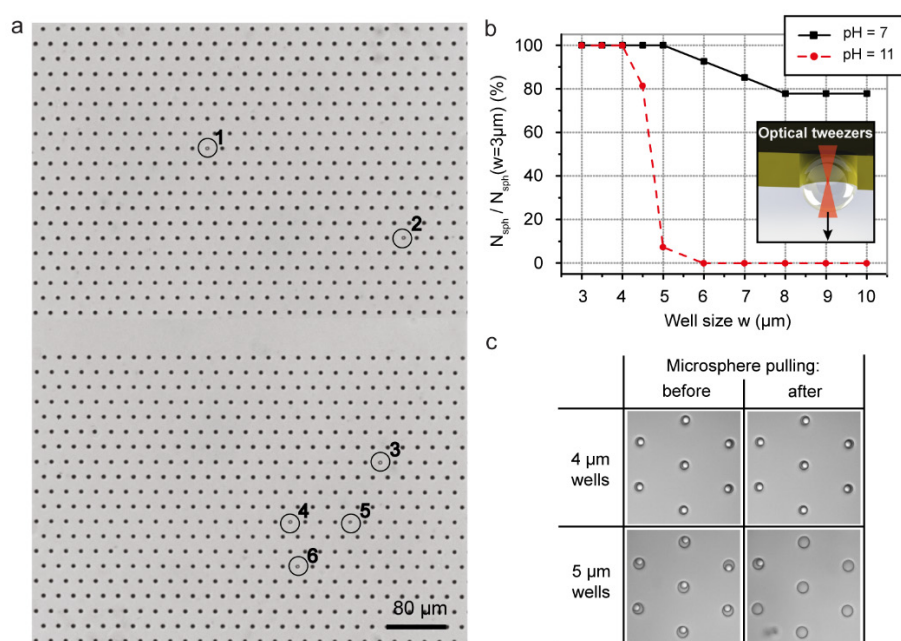 a
1
2
3
4
5
6
80 µm
b
pH = 7
pH = 11
N_sph / N_sph(w=3µm) (%)
100
80
60
40
20
0
Optical tweezers
3 4 5 6 7 8 9 10
Well size w (µm)
c
Microsphere pulling:
before after
4 µm
wells
5 µm
wells